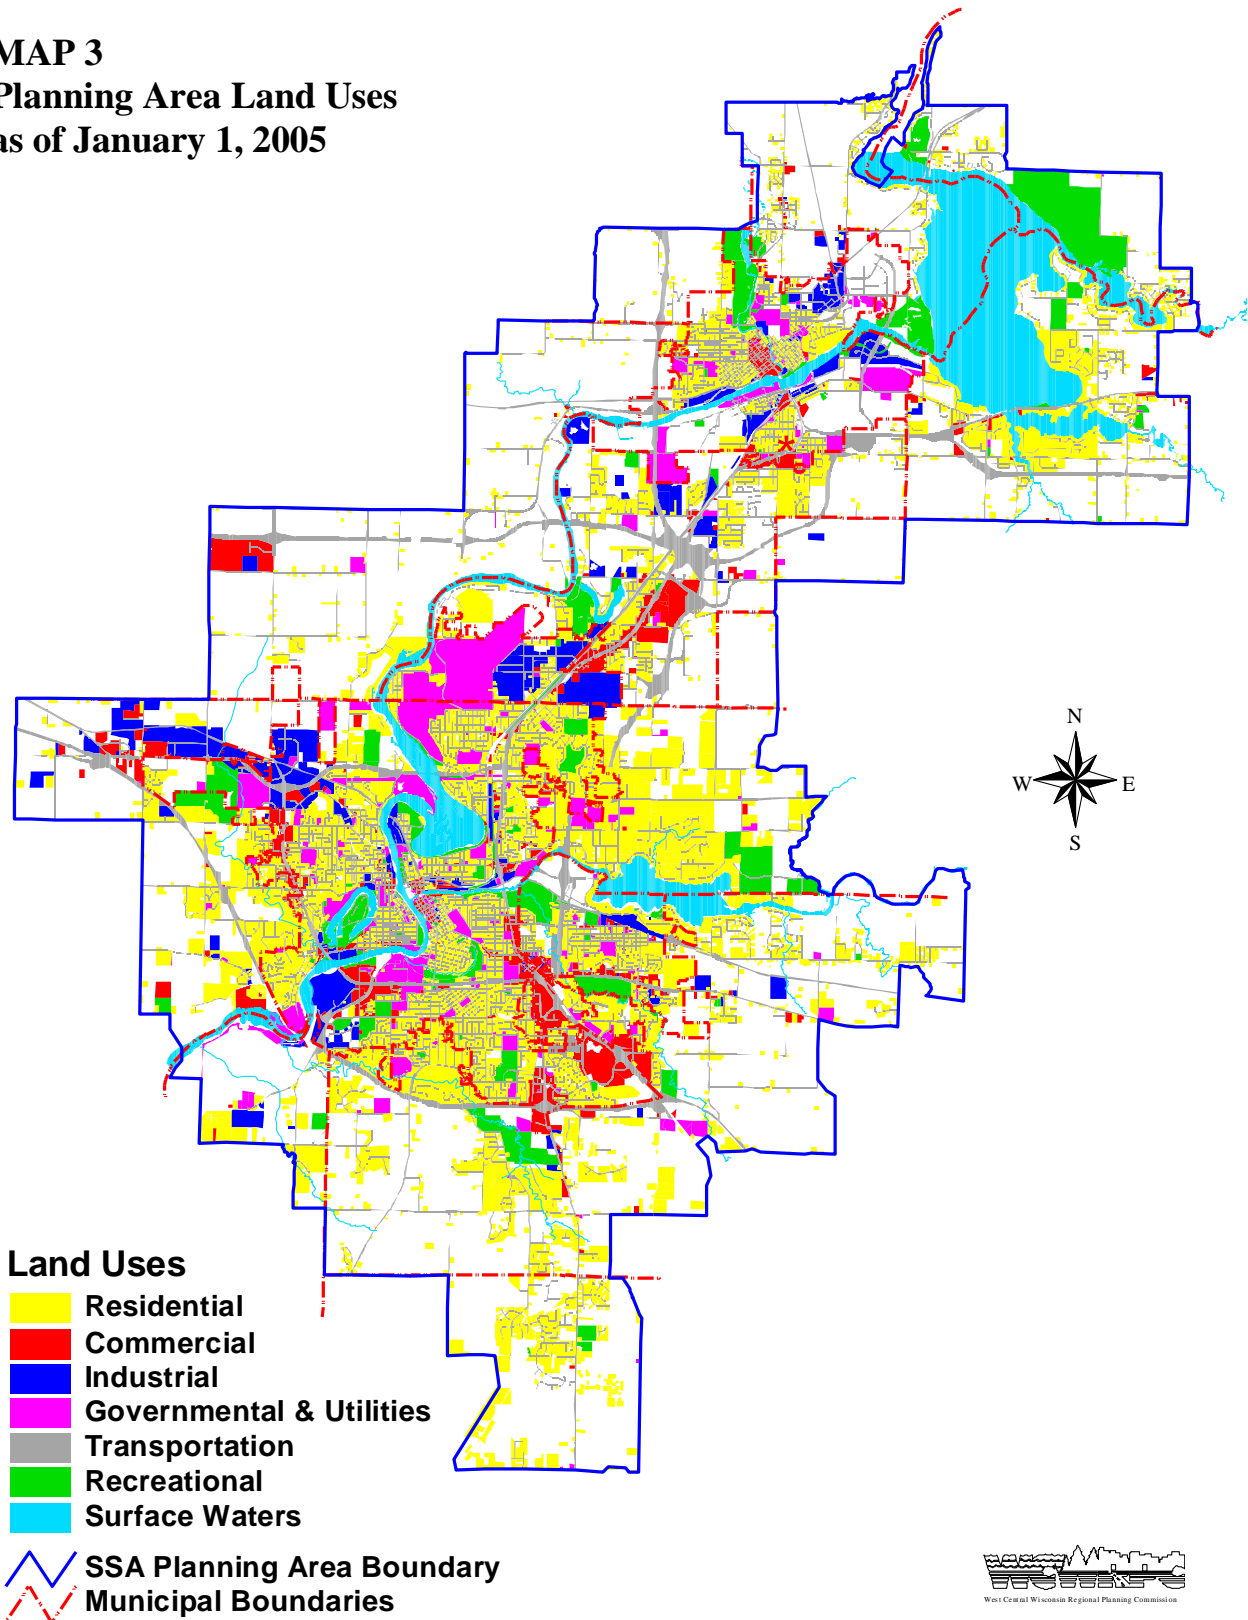 MAP 3
Planning Area Land Uses
as of January 1, 2005
N
W E
S
Land Uses
Residential
Commercial
Industrial
Governmental & Utilities
Transportation
Recreational
Surface Waters
SSA Planning Area Boundary
Municipal Boundaries
WCWRPC
West Central Wisconsin Regional Planning Commission